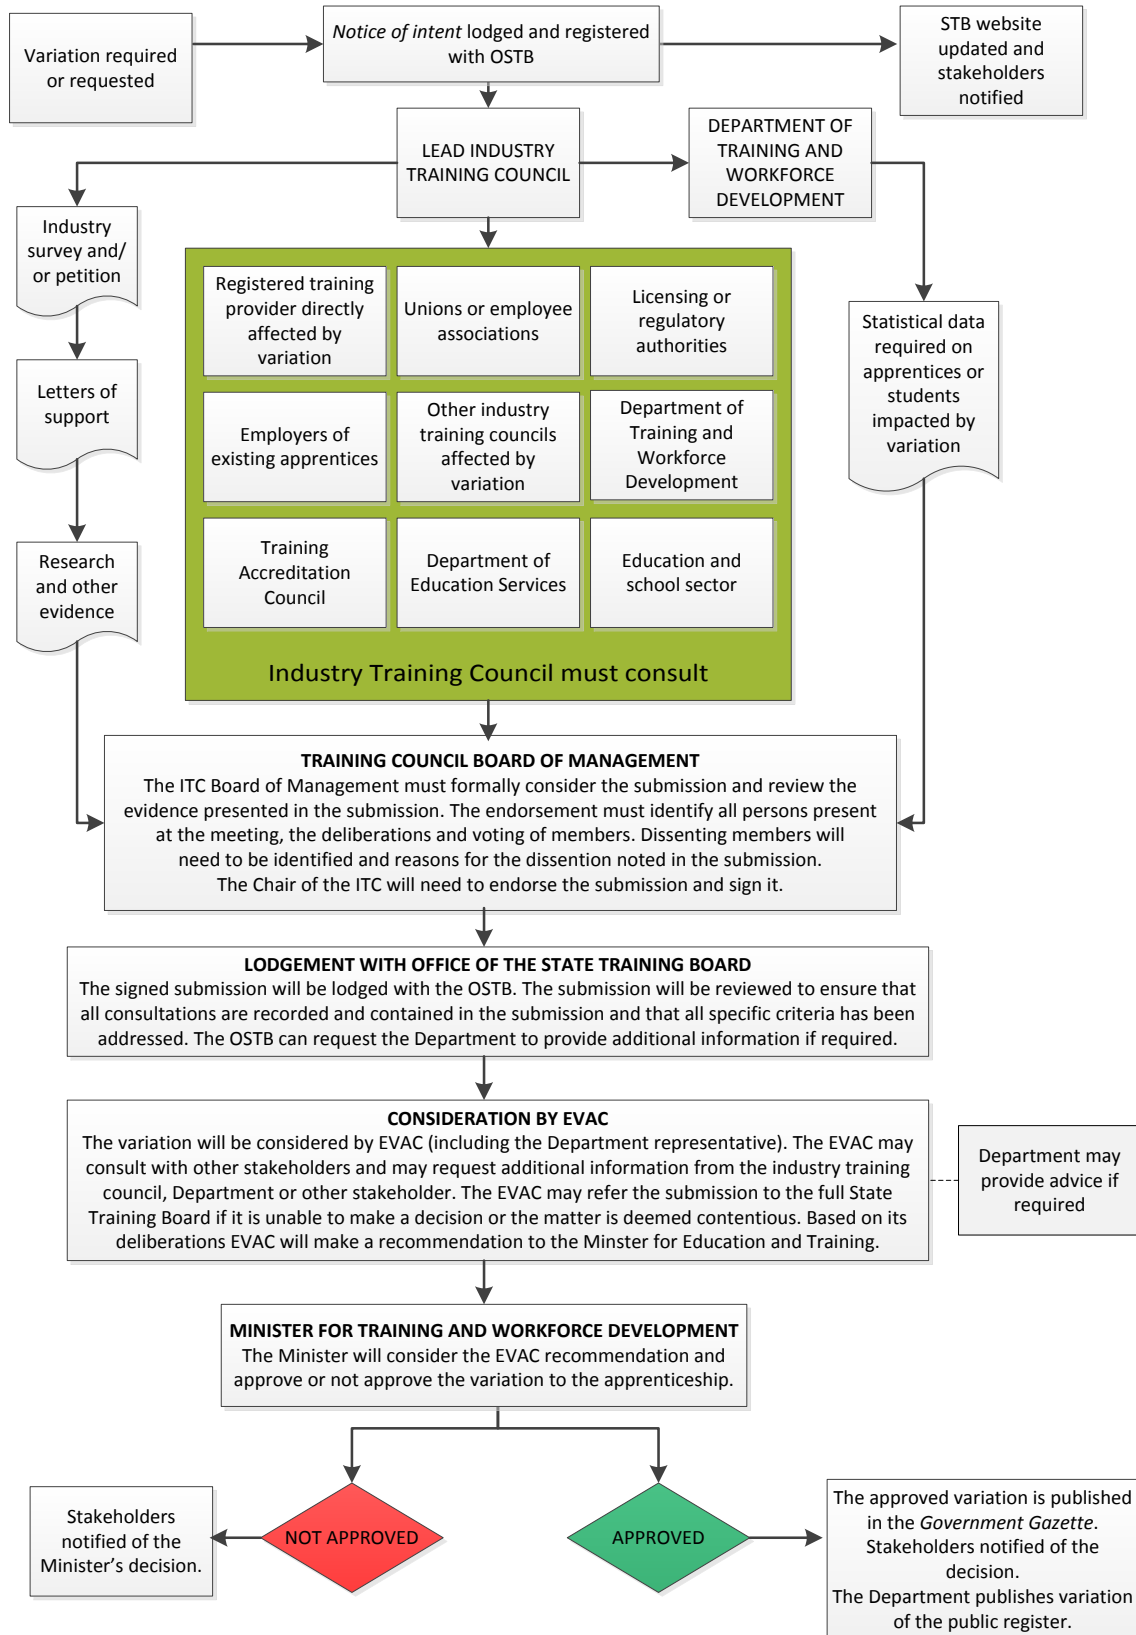 Variation required
or requested
Notice of intent lodged and registered
with OSTB
STB website
updated and
stakeholders
notified
LEAD INDUSTRY
TRAINING COUNCIL
DEPARTMENT OF
TRAINING AND
WORKFORCE
DEVELOPMENT
Industry
survey and/
or petition
Letters of
support
Research
and other
evidence
Registered training
provider directly
affected by
variation
Unions or employee
associations
Licensing or
regulatory
authorities
Employers of
existing apprentices
Other industry
training councils
affected by
variation
Department of
Training and
Workforce
Development
Training
Accreditation
Council
Department of
Education Services
Education and
school sector
Industry Training Council must consult
Statistical data
required on
apprentices or
students
impacted by
variation
TRAINING COUNCIL BOARD OF MANAGEMENT
The ITC Board of Management must formally consider the submission and review the
evidence presented in the submission. The endorsement must identify all persons present
at the meeting, the deliberations and voting of members. Dissenting members will
need to be identified and reasons for the dissention noted in the submission.
The Chair of the ITC will need to endorse the submission and sign it.
LODGEMENT WITH OFFICE OF THE STATE TRAINING BOARD
The signed submission will be lodged with the OSTB. The submission will be reviewed to ensure that
all consultations are recorded and contained in the submission and that all specific criteria has been
addressed. The OSTB can request the Department to provide additional information if required.
CONSIDERATION BY EVAC
The variation will be considered by EVAC (including the Department representative). The EVAC may
consult with other stakeholders and may request additional information from the industry training
council, Department or other stakeholder. The EVAC may refer the submission to the full State
Training Board if it is unable to make a decision or the matter is deemed contentious. Based on its
deliberations EVAC will make a recommendation to the Minster for Education and Training.
Department may
provide advice if
required
MINISTER FOR TRAINING AND WORKFORCE DEVELOPMENT
The Minister will consider the EVAC recommendation and
approve or not approve the variation to the apprenticeship.
Stakeholders
notified of the
Minister's decision.
NOT APPROVED
APPROVED
The approved variation is published
in the Government Gazette.
Stakeholders notified of the
decision.
The Department publishes variation
of the public register.